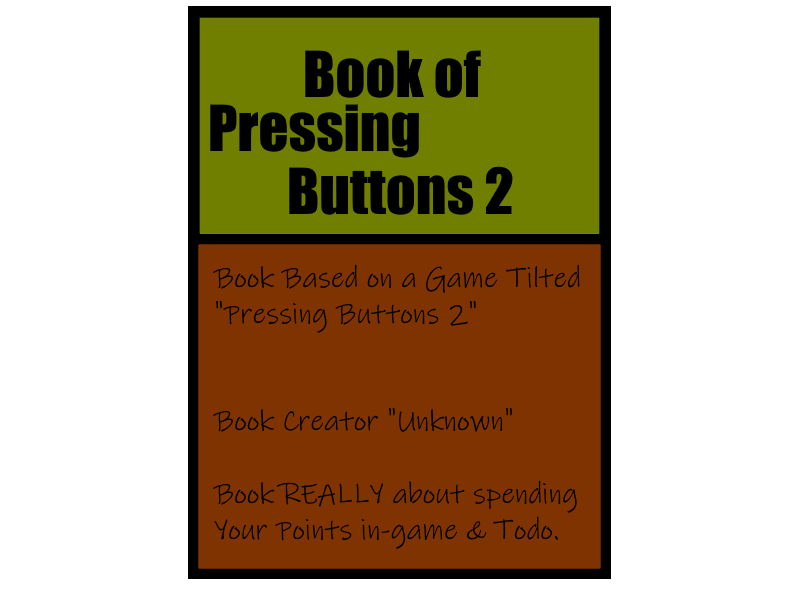 Book of
Pressing
Buttons 2
Book Based on a Game Tilted
"Pressing Buttons 2"
Book Creator "Unknown"
Book REALLY about spending
Your Points in-game & Todo.